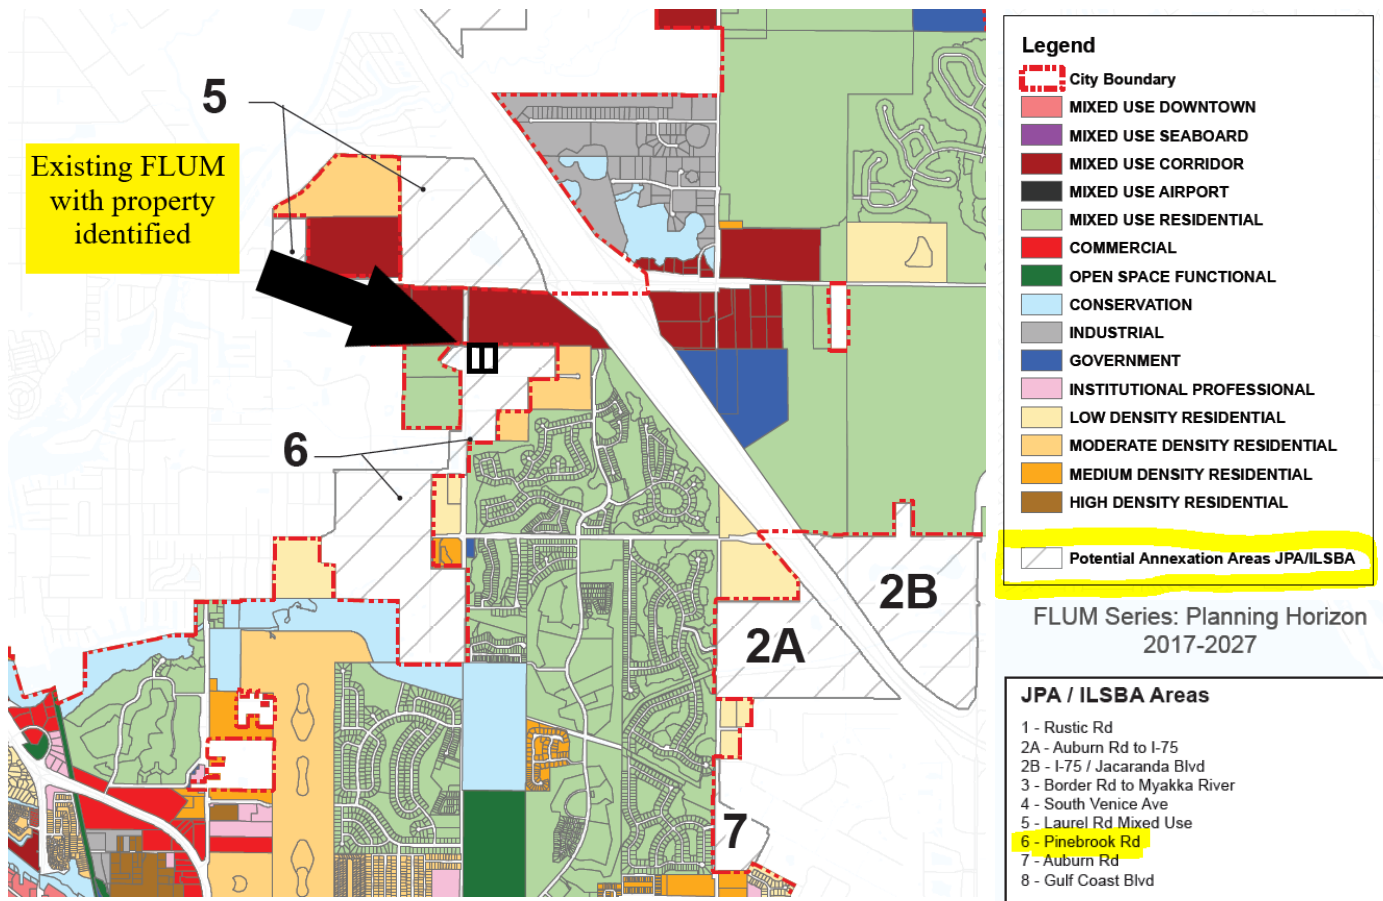 5
Existing FLUM
with property
identified
6
2B
2A
7
Legend
City Boundary
MIXED USE DOWNTOWN
MIXED USE SEABOARD
MIXED USE CORRIDOR
MIXED USE AIRPORT
MIXED USE RESIDENTIAL
COMMERCIAL
OPEN SPACE FUNCTIONAL
CONSERVATION
INDUSTRIAL
GOVERNMENT
INSTITUTIONAL PROFESSIONAL
LOW DENSITY RESIDENTIAL
MODERATE DENSITY RESIDENTIAL
MEDIUM DENSITY RESIDENTIAL
HIGH DENSITY RESIDENTIAL
Potential Annexation Areas JPA/ILSBA
FLUM Series: Planning Horizon
2017-2027
JPA / ILSBA Areas
1 - Rustic Rd
2A - Auburn Rd to I-75
2B - I-75 / Jacaranda Blvd
3 - Border Rd to Myakka River
4 - South Venice Ave
5 - Laurel Rd Mixed Use
6 - Pinebrook Rd
7 - Auburn Rd
8 - Gulf Coast Blvd